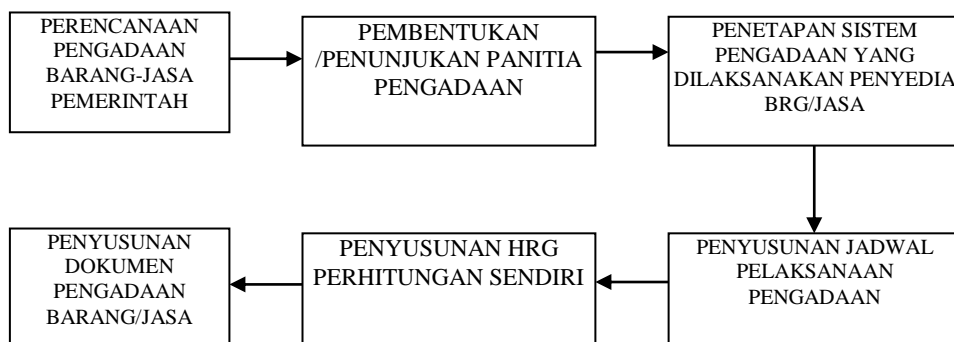 PERENCANAAN
PENGADAAN
BARANG-JASA
PEMERINTAH
PEMBENTUKAN
/PENUNJUKAN PANITIA
PENGADAAN
PENETAPAN SISTEM
PENGADAAN YANG
DILAKSANAKAN PENYEDIA
BRG/JASA
PENYUSUNAN JADWAL
PELAKSANAAN
PENGADAAN
PENYUSUNAN HRG
PERHITUNGAN SENDIRI
PENYUSUNAN
DOKUMEN
PENGADAAN
BARANG/JASA